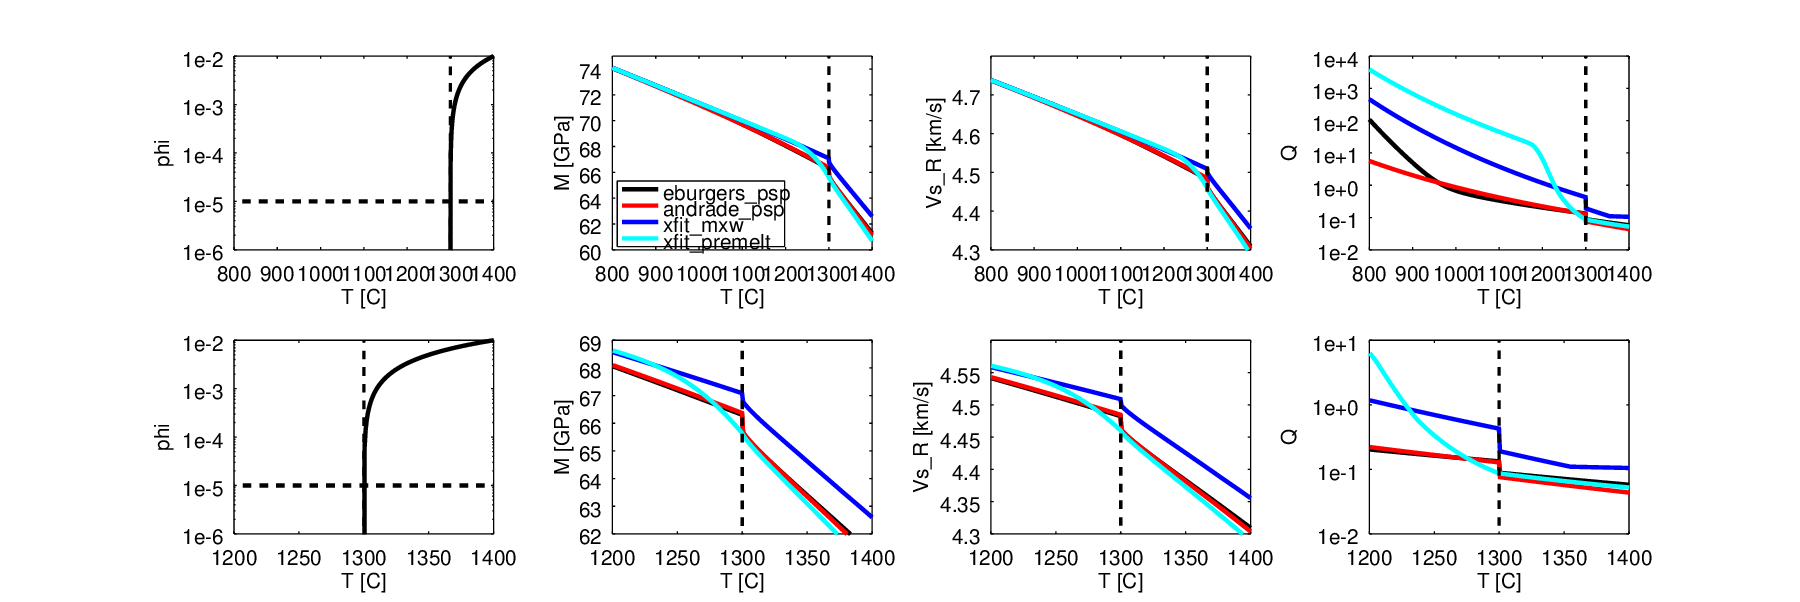 1e-2
1e-3
1e-4
1e-5
1e-6
phi
800 900 1000 1100 1200 1300 1400
T [C]
74
72
70
68
66
64
62
60
M [GPa]
eburgers_psp
andrade_psp
xfit_mxw
xfit_premelt
800 900 1000 1100 1200 1300 1400
T [C]
4.7
4.6
4.5
4.4
4.3
Vs_R [km/s]
800 900 1000 1100 1200 1300 1400
T [C]
1e+4
1e+3
1e+2
1e+1
1e+0
1e-1
1e-2
Q
800 900 1000 1100 1200 1300 1400
T [C]
1e-2
1e-3
1e-4
1e-5
1e-6
phi
1200 1250 1300 1350 1400
T [C]
69
68
67
66
65
64
63
62
M [GPa]
1200 1250 1300 1350 1400
T [C]
4.55
4.5
4.45
4.4
4.35
4.3
Vs_R [km/s]
1200 1250 1300 1350 1400
T [C]
1e+1
1e+0
1e-1
1e-2
Q
1200 1250 1300 1350 1400
T [C]